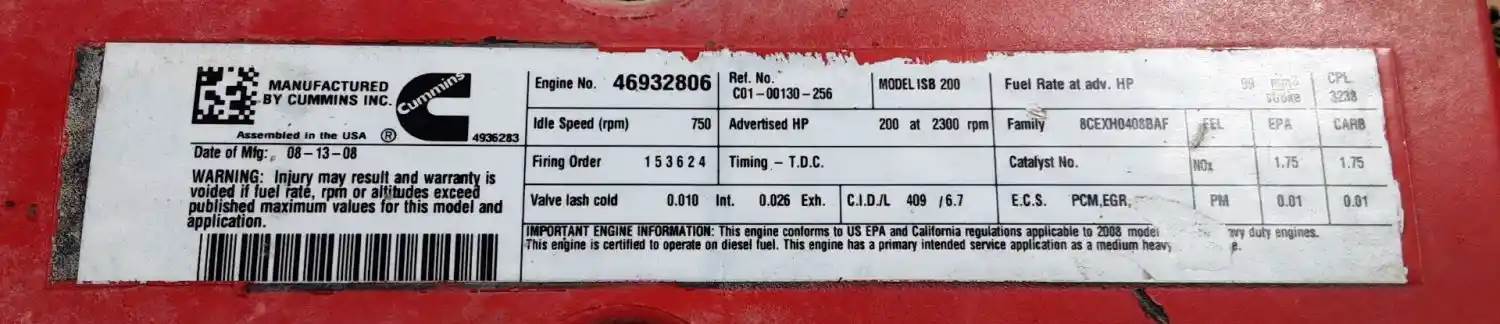 MANUFACTURED
BY CUMMINS INC.
Cummins
Assembled in the USA ® 4936283
Date of Mfg: 08-13-08
WARNING: Injury may result and warranty is
voided if fuel rate, rpm or altitudes exceed
published maximum values for this model and
application.
Engine No. 46932806
Ref. No.
C01-00130-256
MODEL ISB 200
Fuel Rate at adv. HP 99
CPL
3238
Idle Speed (rpm) 750
Advertised HP 200 at 2300 rpm
Family 8CEXH0408BAF
FEL EPA CARB
Firing Order 1 5 3 6 2 4
Timing - T.D.C.
Catalyst No.
NOx 1.75 1.75
Valve lash cold 0.010 Int. 0.026 Exh.
C.I.D./L 409 /6.7
E.C.S. PCM,EGR,
PM 0.01 0.01
IMPORTANT ENGINE INFORMATION: This engine conforms to US EPA and California regulations applicable to 2008 model duty engines.
This engine is certified to operate on diesel fuel. This engine has a primary intended service application as a medium heavy